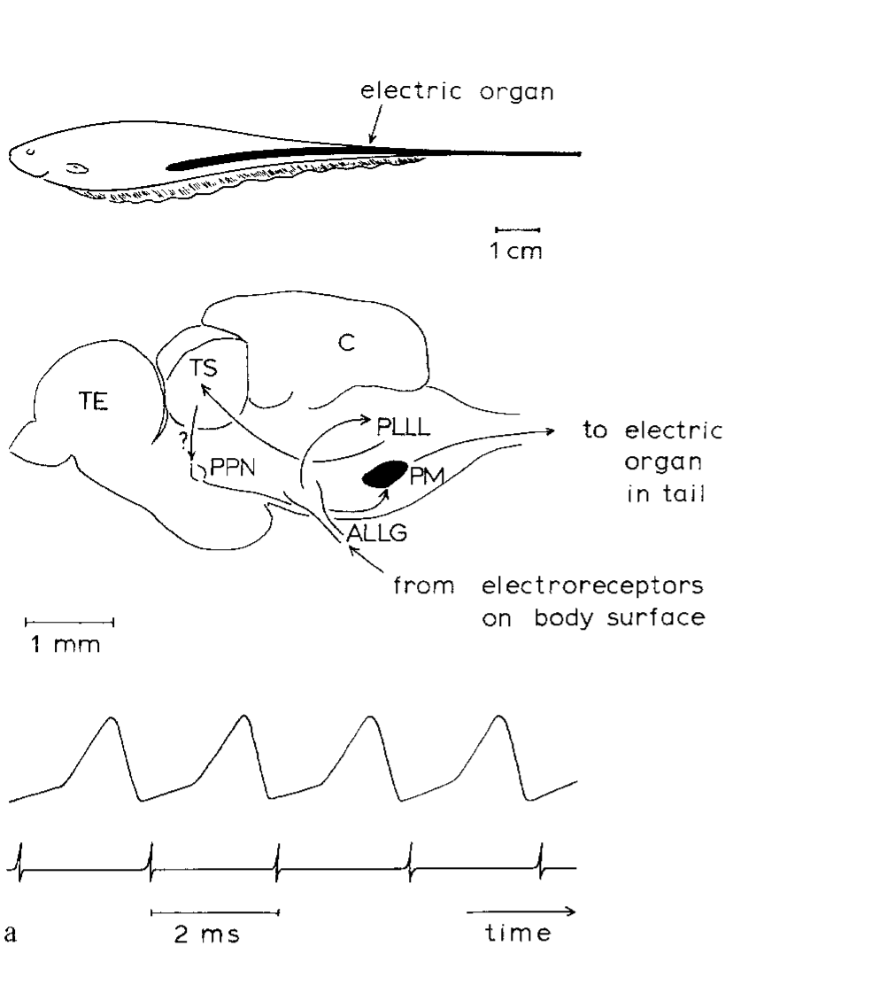 electric organ
1 cm
C
TS
TE
PLLL
to electric
organ
in tail
?
PPN
PM
ALLG
from electroreceptors
on body surface
1 mm
2 ms
time
a